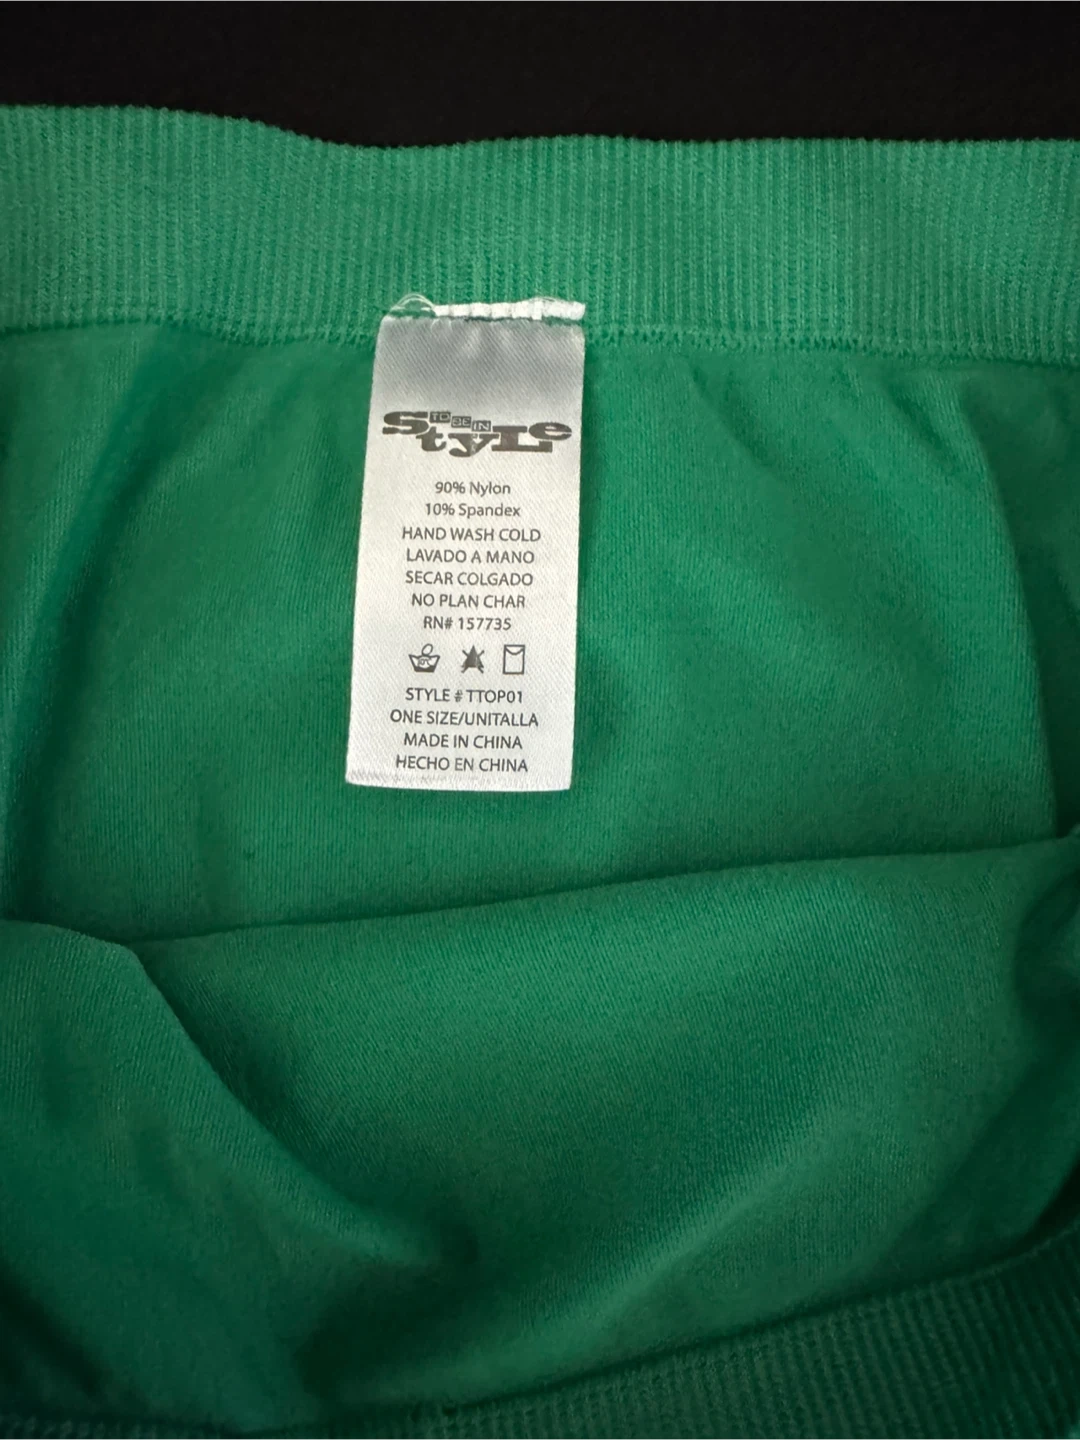 TO BE IN
StyLe
90% Nylon
10% Spandex
HAND WASH COLD
LAVADO A MANO
SECAR COLGADO
NO PLAN CHAR
RN# 157735
STYLE # TTOP01
ONE SIZE/UNITALLA
MADE IN CHINA
HECHO EN CHINA